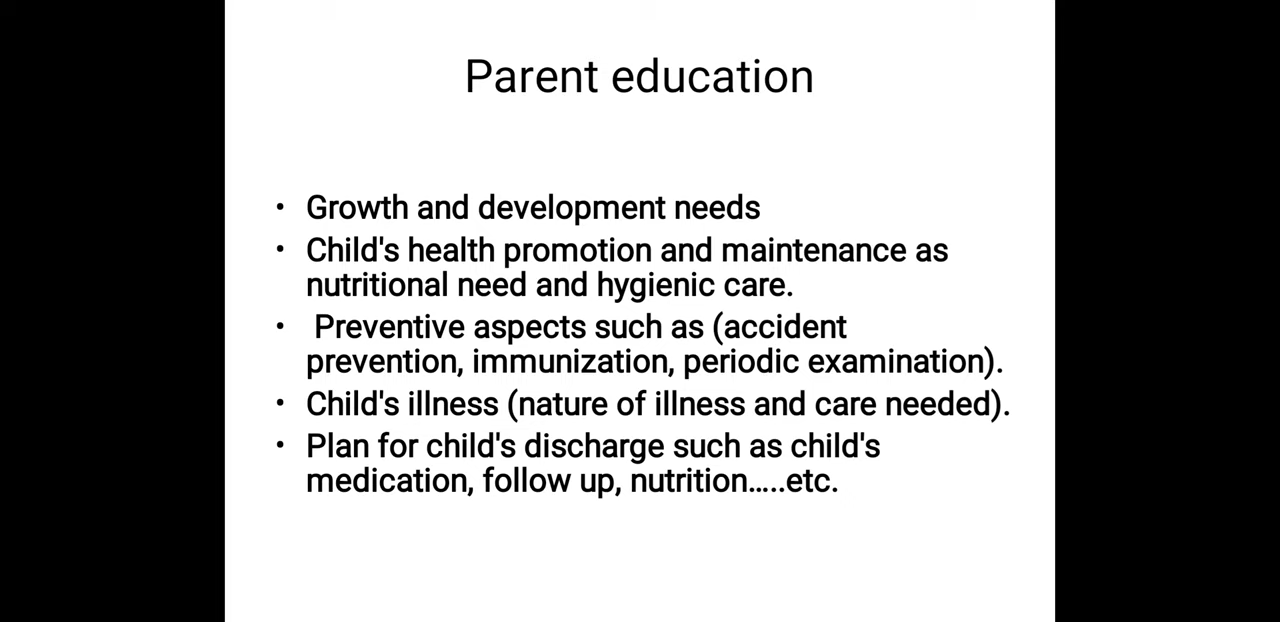 Parent education
• Growth and development needs
• Child's health promotion and maintenance as
nutritional need and hygienic care.
• Preventive aspects such as (accident
prevention, immunization, periodic examination).
• Child's illness (nature of illness and care needed).
• Plan for child's discharge such as child's
medication, follow up, nutrition.....etc.